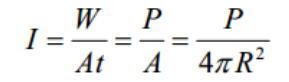 I = W/At = P/A = P/4πR²